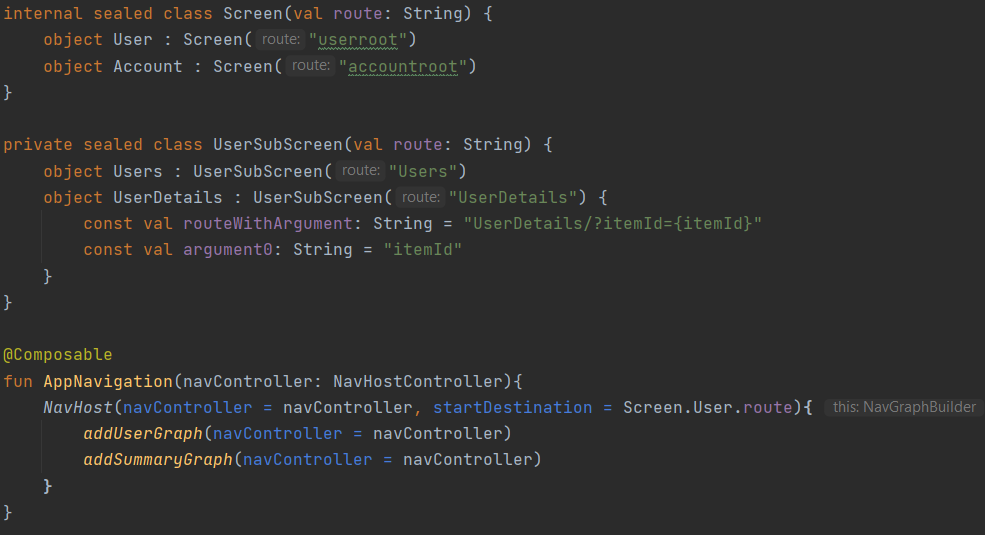 internal sealed class Screen(val route: String) {
    object User : Screen( route: "userroot")
    object Account : Screen( route: "accountroot")
}
private sealed class UserSubScreen(val route: String) {
    object Users : UserSubScreen( route: "Users")
    object UserDetails : UserSubScreen( route: "UserDetails") {
        const val routeWithArgument: String = "UserDetails/?itemId={itemId}"
        const val argument0: String = "itemId"
    }
}
@Composable
fun AppNavigation(navController: NavHostController){
    NavHost(navController = navController, startDestination = Screen.User.route){ this: NavGraphBuilder
        addUserGraph(navController = navController)
        addSummaryGraph(navController = navController)
    }
}